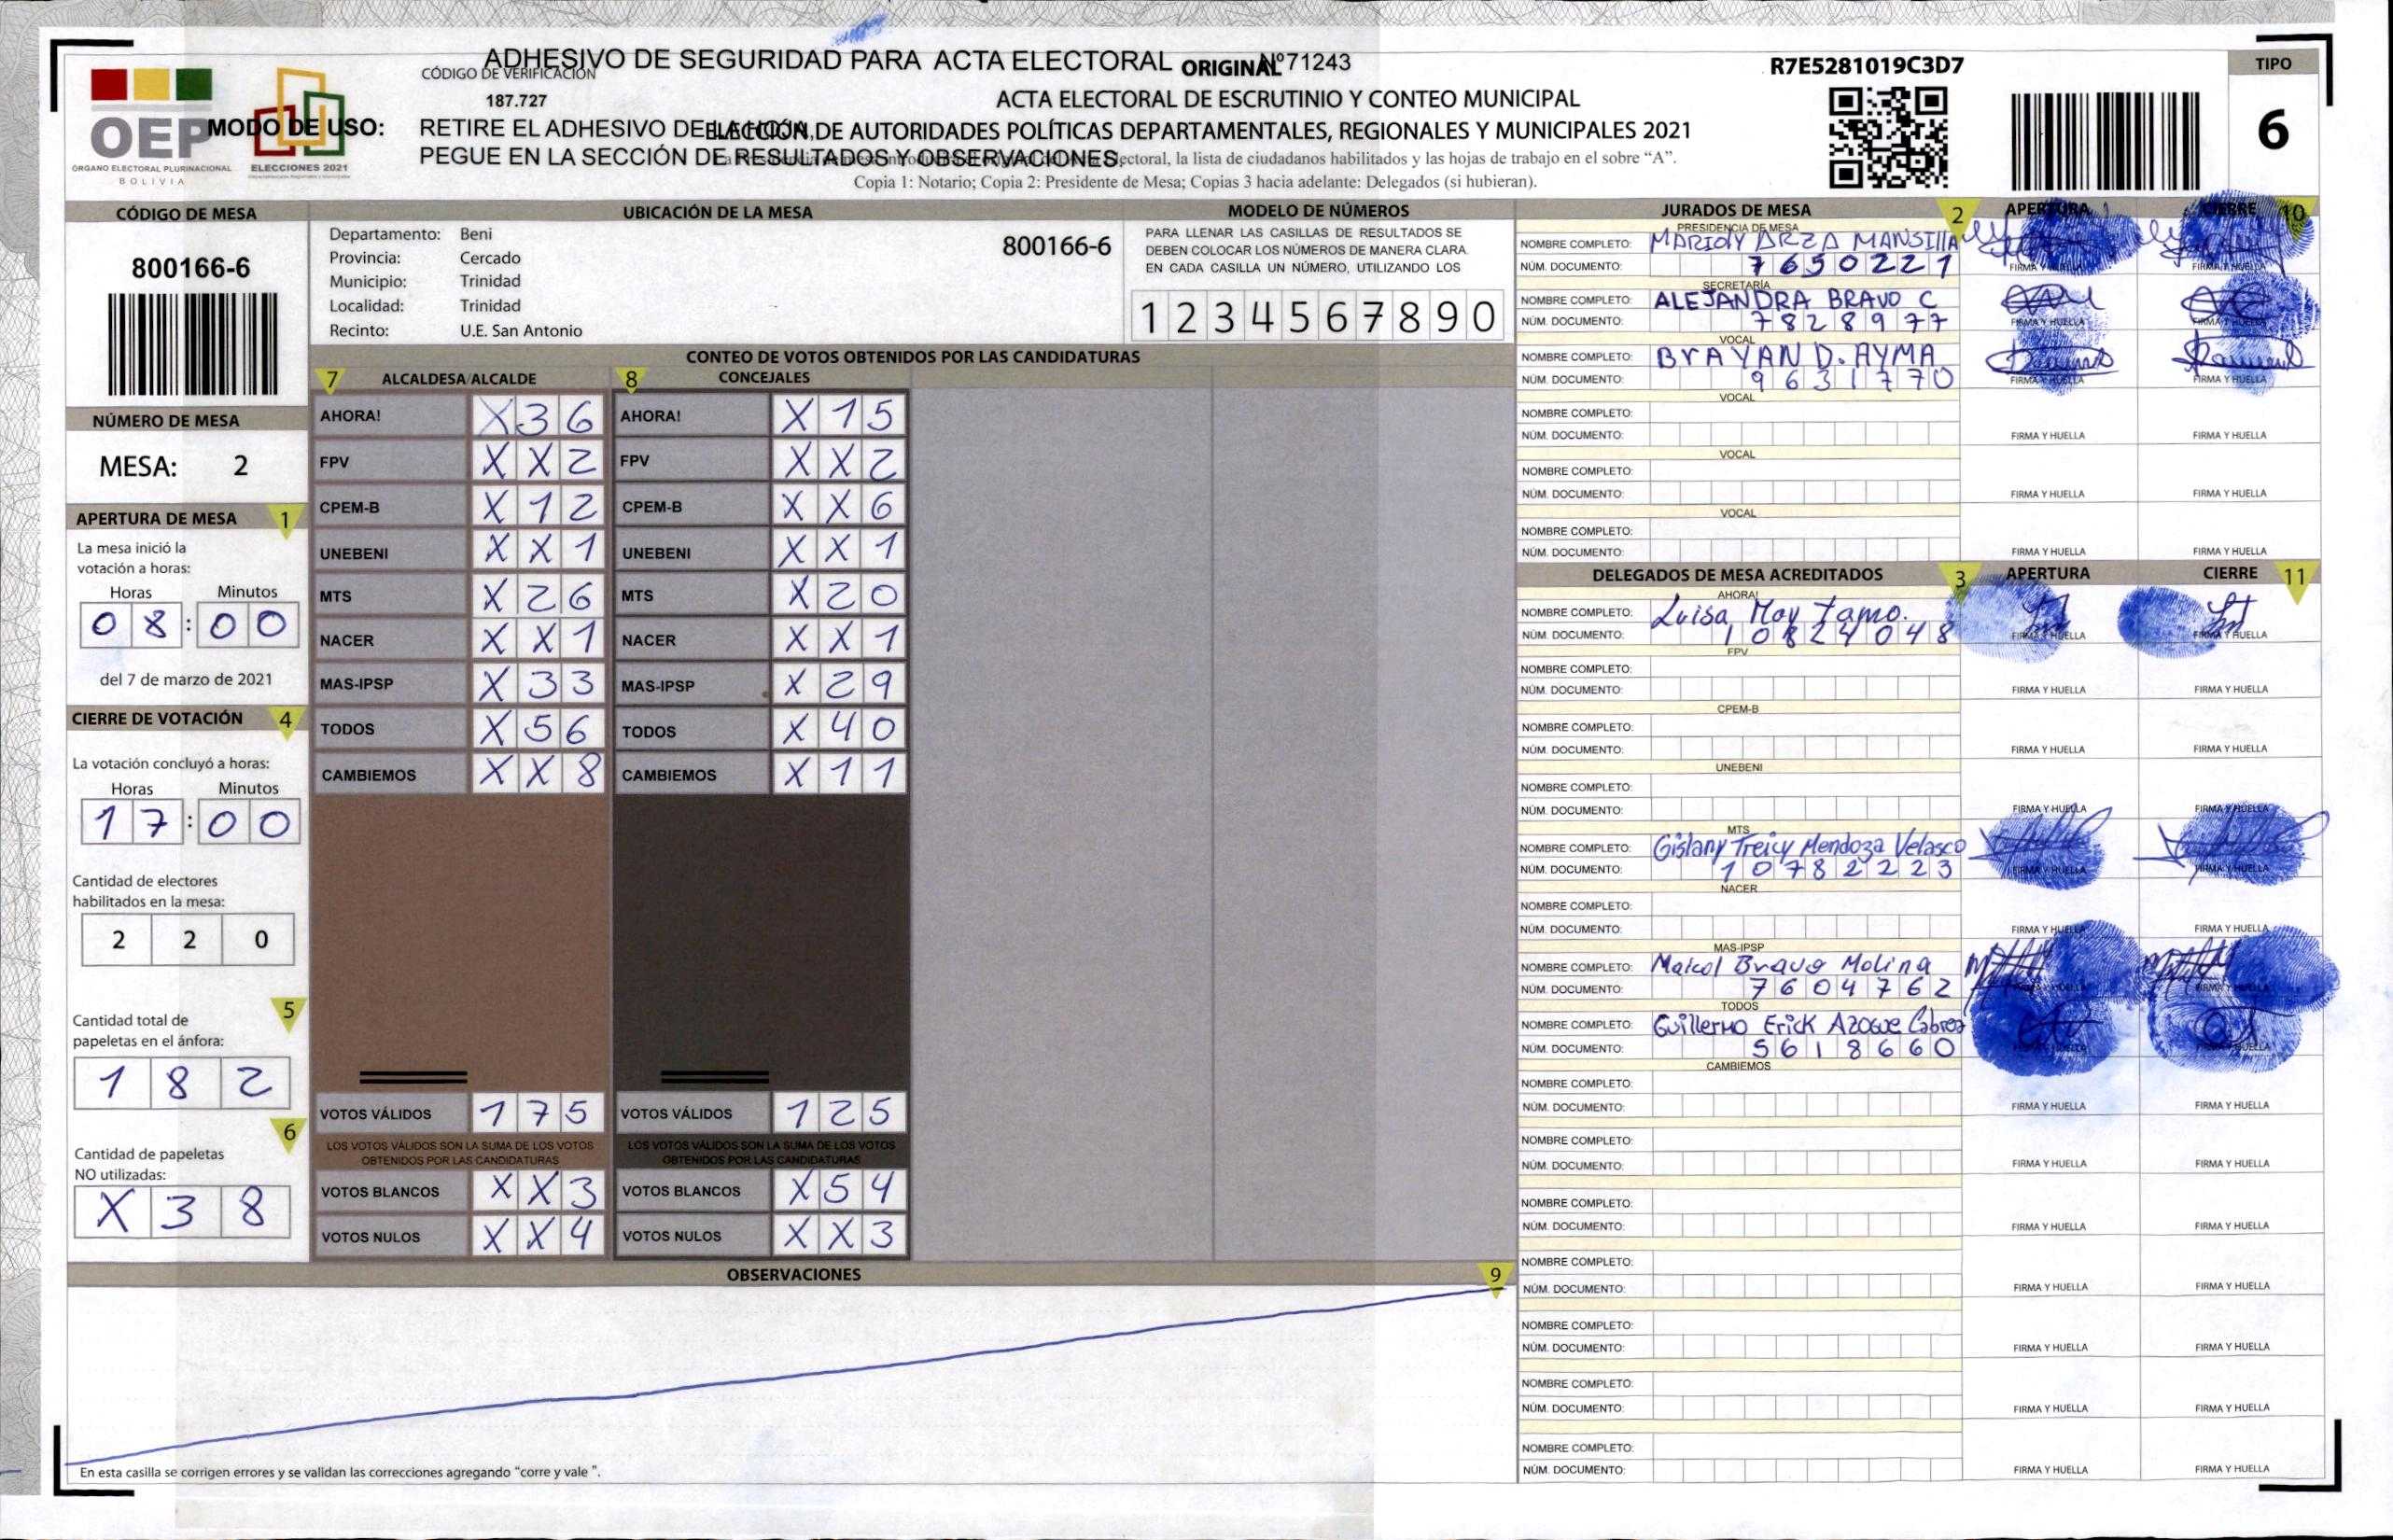 ADHESIVO DE SEGURIDAD PARA ACTA ELECTORAL ORIGINAL Nº71243
CÓDIGO DE VERIFICACIÓN
187.727
R7E5281019C3D7
TIPO
6
ACTA ELECTORAL DE ESCRUTINIO Y CONTEO MUNICIPAL
MODO DE USO: RETIRE EL ADHESIVO DE LA HOJA,
ELECCIÓN DE AUTORIDADES POLÍTICAS DEPARTAMENTALES, REGIONALES Y MUNICIPALES 2021
PEGUE EN LA SECCIÓN DE RESULTADOS Y OBSERVACIONES.
electoral, la lista de ciudadanos habilitados y las hojas de trabajo en el sobre “A”.
Copia 1: Notario; Copia 2: Presidente de Mesa; Copias 3 hacia adelante: Delegados (si hubieran).
OEP
ÓRGANO ELECTORAL PLURINACIONAL
BOLIVIA
ELECCIONES 2021
CÓDIGO DE MESA
800166-6
NÚMERO DE MESA
MESA: 2
APERTURA DE MESA 1
La mesa inició la
votación a horas:
Horas Minutos
08:00
del 7 de marzo de 2021
CIERRE DE VOTACIÓN 4
La votación concluyó a horas:
Horas Minutos
17:00
Cantidad de electores
habilitados en la mesa:
220
5
Cantidad total de
papeletas en el ánfora:
182
6
Cantidad de papeletas
NO utilizadas:
X38
UBICACIÓN DE LA MESA
Departamento: Beni
Provincia: Cercado
Municipio: Trinidad
Localidad: Trinidad
Recinto: U.E. San Antonio
800166-6
MODELO DE NÚMEROS
PARA LLENAR LAS CASILLAS DE RESULTADOS SE
DEBEN COLOCAR LOS NÚMEROS DE MANERA CLARA.
EN CADA CASILLA UN NÚMERO, UTILIZANDO LOS
1 2 3 4 5 6 7 8 9 0
CONTEO DE VOTOS OBTENIDOS POR LAS CANDIDATURAS
7 ALCALDESA/ALCALDE 8 CONCEJALES
AHORA! X36 AHORA! X15
FPV XX2 FPV XX2
CPEM-B X12 CPEM-B XX6
UNEBENI XX1 UNEBENI XX1
MTS X26 MTS X20
NACER XX1 NACER XX1
MAS-IPSP X33 MAS-IPSP X29
TODOS X56 TODOS X40
CAMBIEMOS XX8 CAMBIEMOS X11
VOTOS VÁLIDOS 175 VOTOS VÁLIDOS 125
LOS VOTOS VÁLIDOS SON LA SUMA DE LOS VOTOS LOS VOTOS VÁLIDOS SON LA SUMA DE LOS VOTOS
OBTENIDOS POR LAS CANDIDATURAS OBTENIDOS POR LAS CANDIDATURAS
VOTOS BLANCOS XX3 VOTOS BLANCOS X54
VOTOS NULOS XX4 VOTOS NULOS XX3
OBSERVACIONES 9
En esta casilla se corrigen errores y se validan las correcciones agregando “corre y vale ”.
JURADOS DE MESA 2 APERTURA CIERRE 10
PRESIDENCIA DE MESA
NOMBRE COMPLETO: MARIONY ARZA MANSILLA
NÚM. DOCUMENTO: 7650221 FIRMA Y HUELLA FIRMA Y HUELLA
SECRETARÍA
NOMBRE COMPLETO: ALEJANDRA BRAVO C
NÚM. DOCUMENTO: 7828977 FIRMA Y HUELLA FIRMA Y HUELLA
VOCAL
NOMBRE COMPLETO: BRAYAN D. AYMA
NÚM. DOCUMENTO: 9631770 FIRMA Y HUELLA FIRMA Y HUELLA
VOCAL
NOMBRE COMPLETO:
NÚM. DOCUMENTO: FIRMA Y HUELLA FIRMA Y HUELLA
VOCAL
NOMBRE COMPLETO:
NÚM. DOCUMENTO: FIRMA Y HUELLA FIRMA Y HUELLA
VOCAL
NOMBRE COMPLETO:
NÚM. DOCUMENTO: FIRMA Y HUELLA FIRMA Y HUELLA
DELEGADOS DE MESA ACREDITADOS 3 APERTURA CIERRE 11
AHORA!
NOMBRE COMPLETO: Luisa Moy Jamo.
NÚM. DOCUMENTO: 10824048 FIRMA Y HUELLA FIRMA Y HUELLA
FPV
NOMBRE COMPLETO:
NÚM. DOCUMENTO: FIRMA Y HUELLA FIRMA Y HUELLA
CPEM-B
NOMBRE COMPLETO:
NÚM. DOCUMENTO: FIRMA Y HUELLA FIRMA Y HUELLA
UNEBENI
NOMBRE COMPLETO:
NÚM. DOCUMENTO: FIRMA Y HUELLA FIRMA Y HUELLA
MTS
NOMBRE COMPLETO: Gislany Treicy Mendoza Velasco
NÚM. DOCUMENTO: 10782223 FIRMA Y HUELLA FIRMA Y HUELLA
NACER
NOMBRE COMPLETO:
NÚM. DOCUMENTO: FIRMA Y HUELLA FIRMA Y HUELLA
MAS-IPSP
NOMBRE COMPLETO: Maicol Bravo Molina
NÚM. DOCUMENTO: 7604762 FIRMA Y HUELLA
TODOS
NOMBRE COMPLETO: Guillermo Erick Azogue Cabrea
NÚM. DOCUMENTO: 5618660 FIRMA Y HUELLA
CAMBIEMOS
NOMBRE COMPLETO:
NÚM. DOCUMENTO: FIRMA Y HUELLA FIRMA Y HUELLA
NOMBRE COMPLETO:
NÚM. DOCUMENTO: FIRMA Y HUELLA FIRMA Y HUELLA
NOMBRE COMPLETO:
NÚM. DOCUMENTO: FIRMA Y HUELLA FIRMA Y HUELLA
NOMBRE COMPLETO:
NÚM. DOCUMENTO: FIRMA Y HUELLA FIRMA Y HUELLA
NOMBRE COMPLETO:
NÚM. DOCUMENTO: FIRMA Y HUELLA FIRMA Y HUELLA
NOMBRE COMPLETO:
NÚM. DOCUMENTO: FIRMA Y HUELLA FIRMA Y HUELLA
NOMBRE COMPLETO:
NÚM. DOCUMENTO: FIRMA Y HUELLA FIRMA Y HUELLA